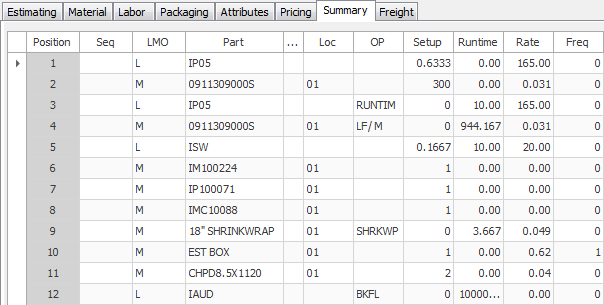 Estimating Material Labor Packaging Attributes Pricing Summary Freight
Position Seq LMO Part ... Loc OP Setup Runtime Rate Freq
1 L IP05 0.6333 0.00 165.00 0
2 M 0911309000S 01 300 0.00 0.031 0
3 L IP05 RUNTIM 0 10.00 165.00 0
4 M 0911309000S 01 LF/M 0 944.167 0.031 0
5 L ISW 0.1667 10.00 20.00 0
6 M IM100224 01 1 0.00 0.00 0
7 M IP100071 01 1 0.00 0.00 0
8 M IMC10088 01 1 0.00 0.00 0
9 M 18" SHRINKWRAP 01 SHRKWP 0 3.667 0.049 0
10 M EST BOX 01 1 0.00 0.62 1
11 M CHPD8.5X1120 01 2 0.00 0.04 0
12 L IAUD BKFL 0 10000... 0.00 0